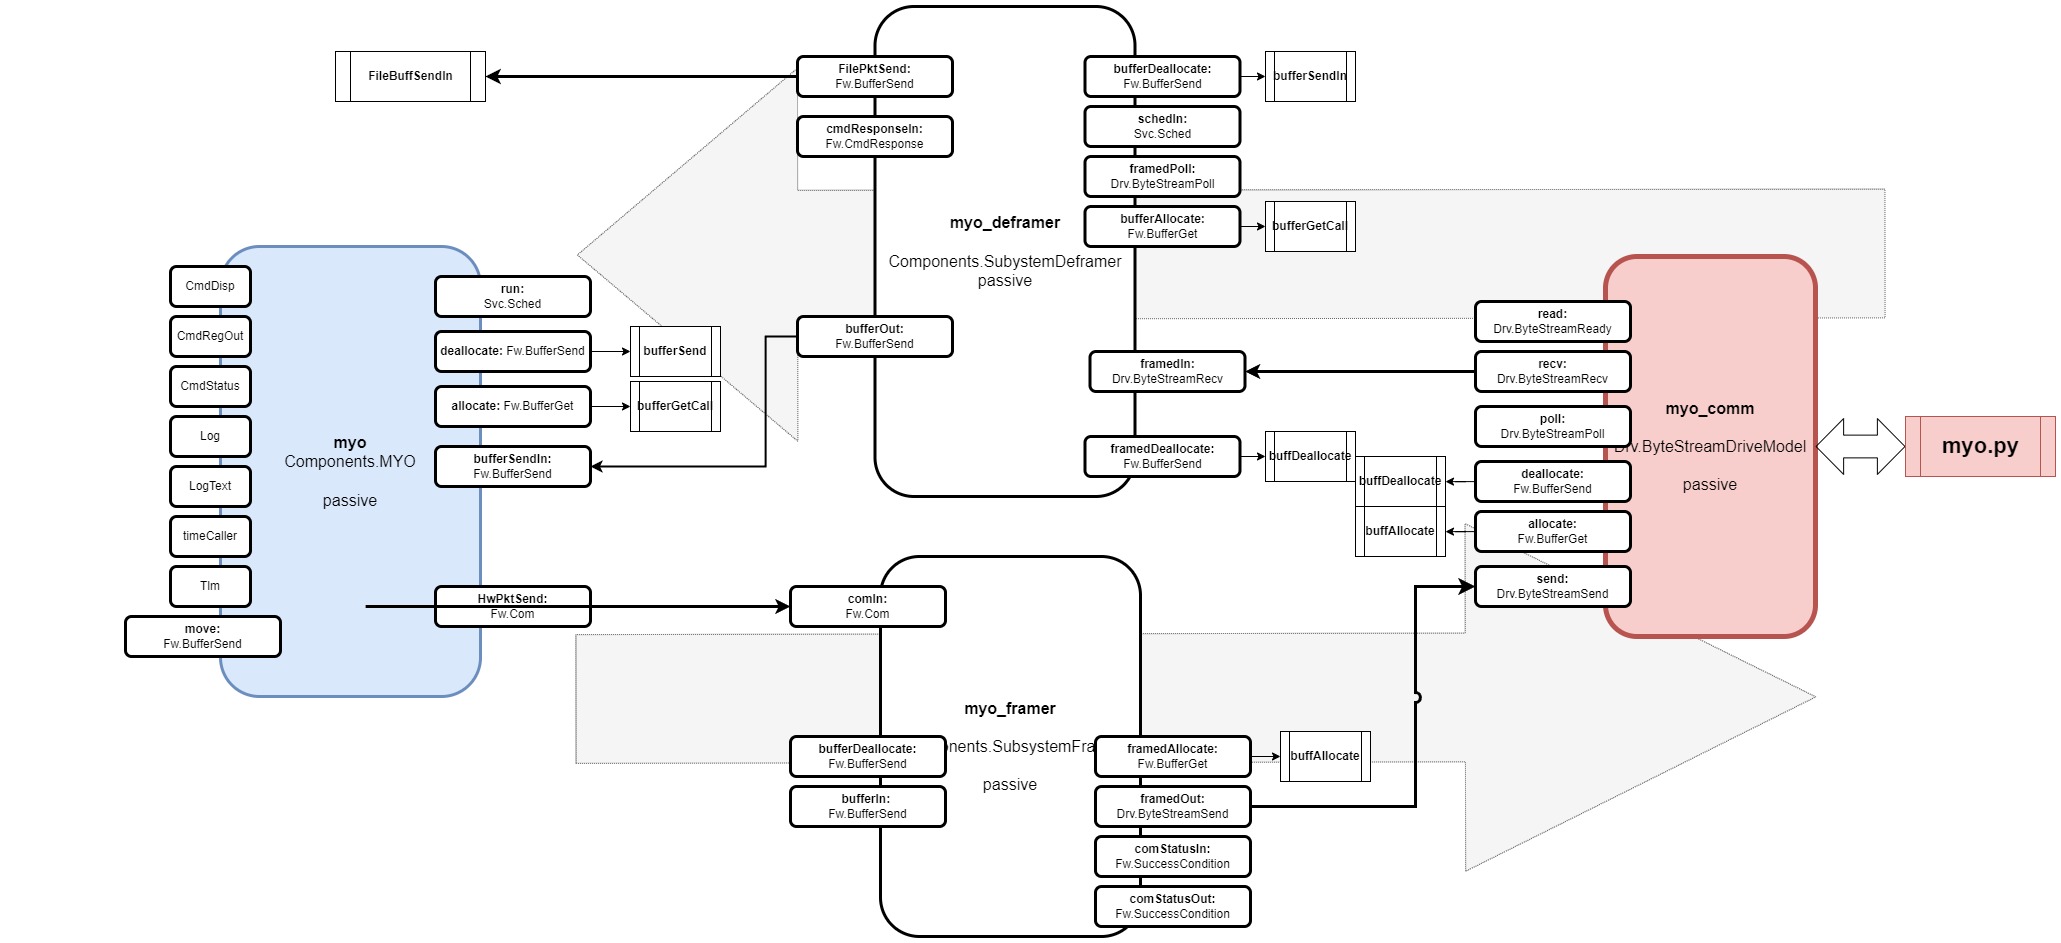 FileBuffSendIn
FilePktSend:
Fw.BufferSend
cmdResponseIn:
Fw.CmdResponse
bufferDeallocate:
Fw.BufferSend
bufferSendIn
schedIn:
Svc.Sched
framedPoll:
Drv.ByteStreamPoll
bufferAllocate:
Fw.BufferGet
bufferGetCall
myo_deframer
Components.SubystemDeframer
passive
bufferOut:
Fw.BufferSend
framedIn:
Drv.ByteStreamRecv
framedDeallocate:
Fw.BufferSend
buffDeallocate
CmdDisp
CmdRegOut
CmdStatus
Log
LogText
timeCaller
Tlm
move:
Fw.BufferSend
myo
Components.MYO
passive
run:
Svc.Sched
deallocate: Fw.BufferSend
bufferSend
allocate: Fw.BufferGet
bufferGetCall
bufferSendIn:
Fw.BufferSend
HwPktSend:
Fw.Com
comIn:
Fw.Com
myo_framer
onents.SubsystemFra
passive
bufferDeallocate:
Fw.BufferSend
bufferIn:
Fw.BufferSend
framedAllocate:
Fw.BufferGet
buffAllocate
framedOut:
Drv.ByteStreamSend
comStatusIn:
Fw.SuccessCondition
comStatusOut:
Fw.SuccessCondition
read:
Drv.ByteStreamReady
recv:
Drv.ByteStreamRecv
poll:
Drv.ByteStreamPoll
deallocate:
Fw.BufferSend
buffDeallocate
allocate:
Fw.BufferGet
buffAllocate
send:
Drv.ByteStreamSend
myo_comm
Drv.ByteStreamDriveModel
passive
myo.py